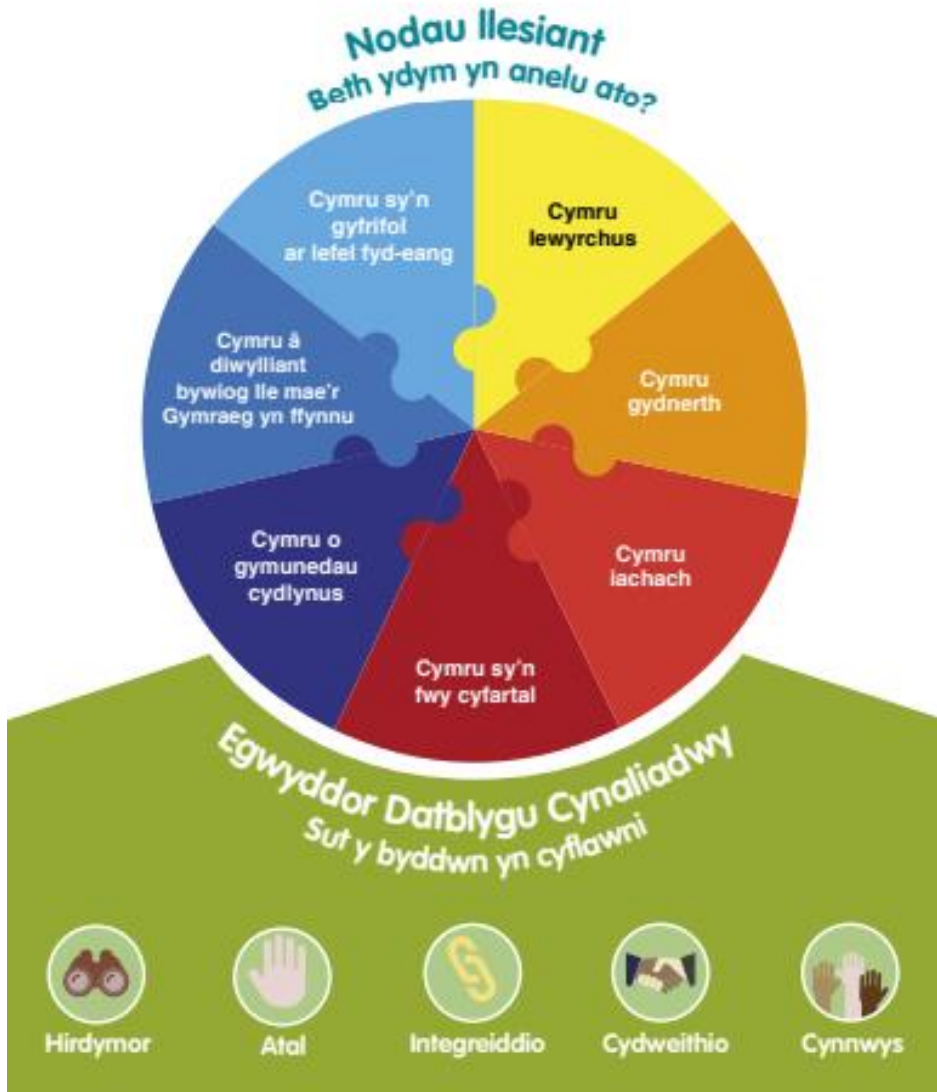 Nodau llesiant
Beth ydym yn anelu ato?
Cymru sy'n
gyfrifol
ar lefel fyd-eang
Cymru
lewyrchus
Cymru â
diwylliant
bywiog lle mae'r
Gymraeg yn ffynnu
Cymru
gydnerth
Cymru o
gymunedau
cydlynus
Cymru
iachach
Cymru sy'n
fwy cyfartal
Egwyddor Datblygu Cynaliadwy
Sut y byddwn yn cyflawni
Hirdymor
Atal
Integreiddio
Cydweithio
Cynnwys